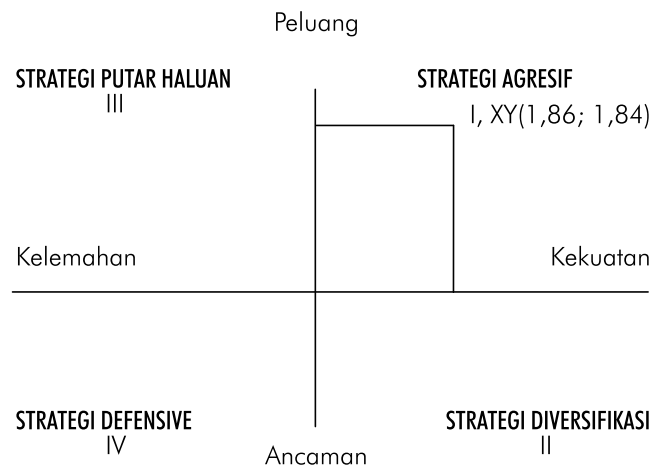 Peluang
STRATEGI PUTAR HALUAN
III
STRATEGI AGRESIF
I, XY(1,86; 1,84)
Kelemahan
Kekuatan
STRATEGI DEFENSIVE
IV
STRATEGI DIVERSIFIKASI
II
Ancaman